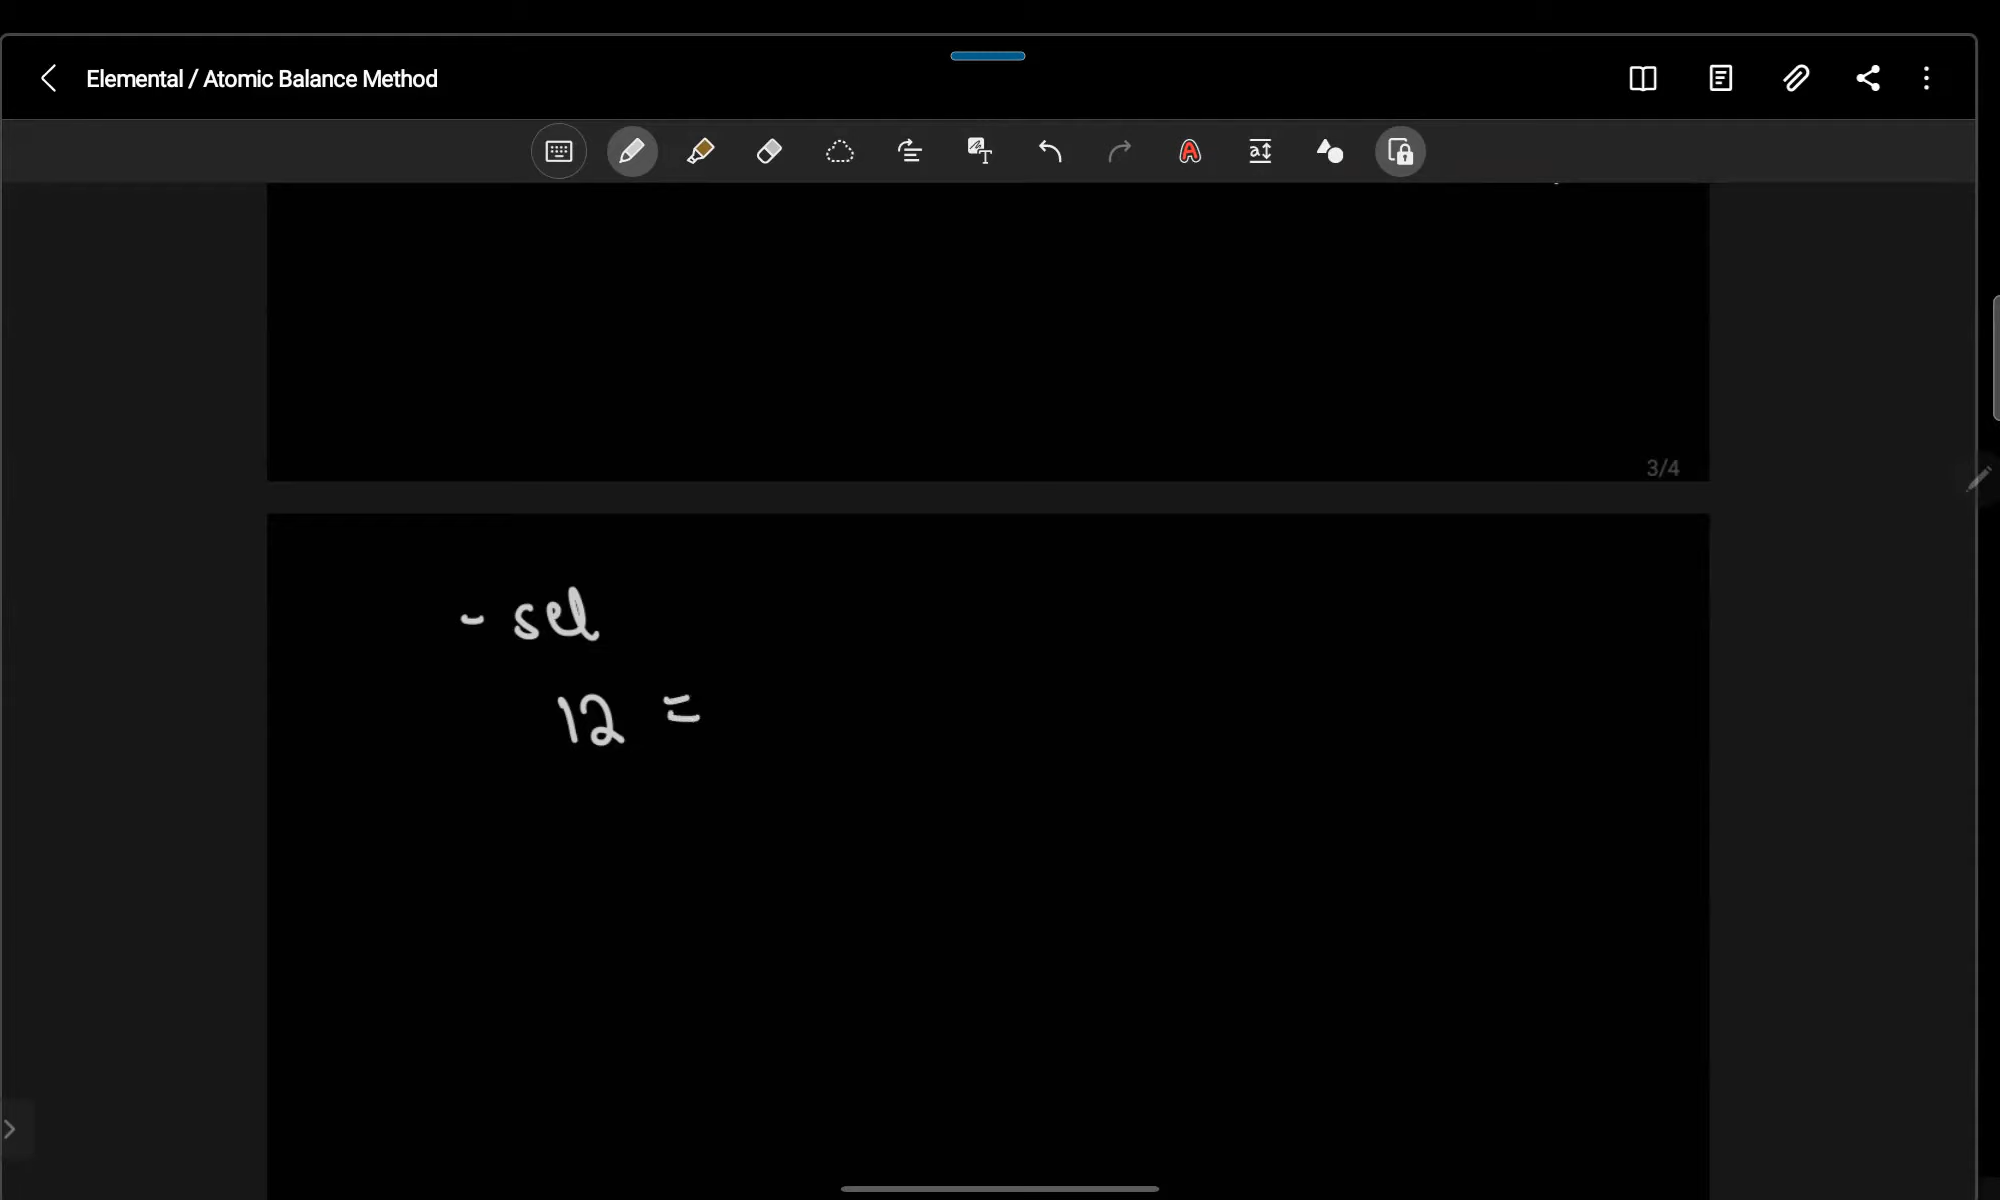 Elemental / Atomic Balance Method
3/4
- sel
12 =